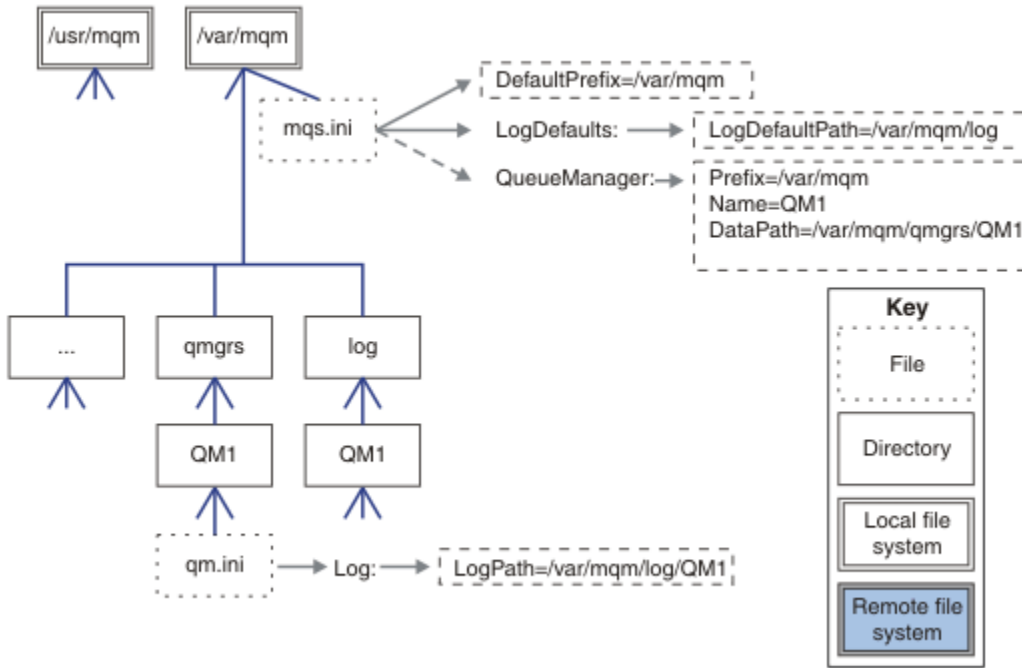 /usr/mqm
/var/mqm
mqs.ini
DefaultPrefix=/var/mqm
LogDefaults:
LogDefaultPath=/var/mqm/log
QueueManager:
Prefix=/var/mqm
Name=QM1
DataPath=/var/mqm/qmgrs/QM1
...
qmgrs
log
QM1
QM1
qm.ini
Log:
LogPath=/var/mqm/log/QM1
Key
File
Directory
Local file
system
Remote file
system